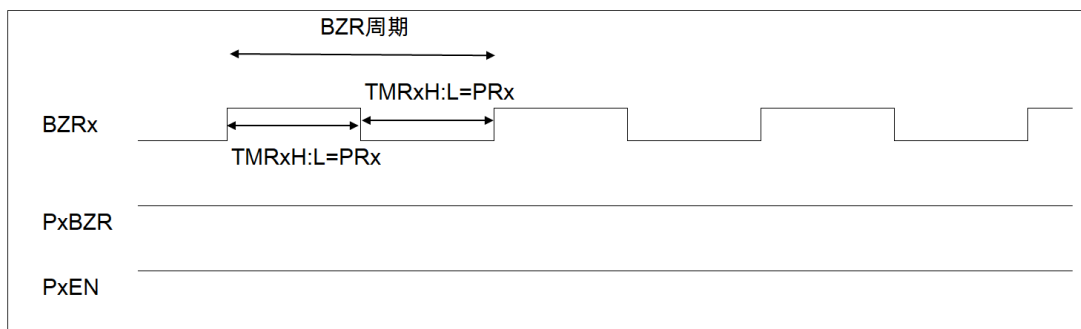 BZR周期
TMRxH:L=PRx
BZRx
TMRxH:L=PRx
PxBZR
PxEN